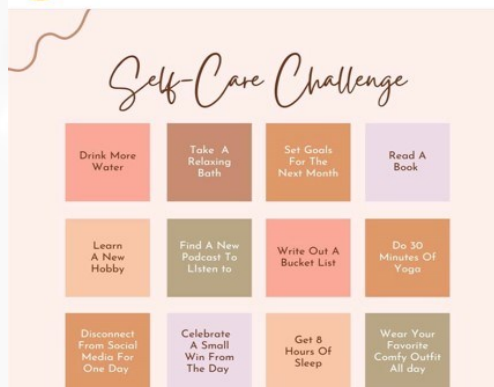 Self-Care Challenge
Drink More
Water
Take A
Relaxing
Bath
Set Goals
For The
Next Month
Read A
Book
Learn
A New
Hobby
Find A New
Podcast To
LIsten to
Write Out A
Bucket List
Do 30
Minutes Of
Yoga
Disconnect
From Social
Media For
One Day
Celebrate
A Small
Win From
The Day
Get 8
Hours Of
Sleep
Wear Your
Favorite
Comfy Outfit
All day